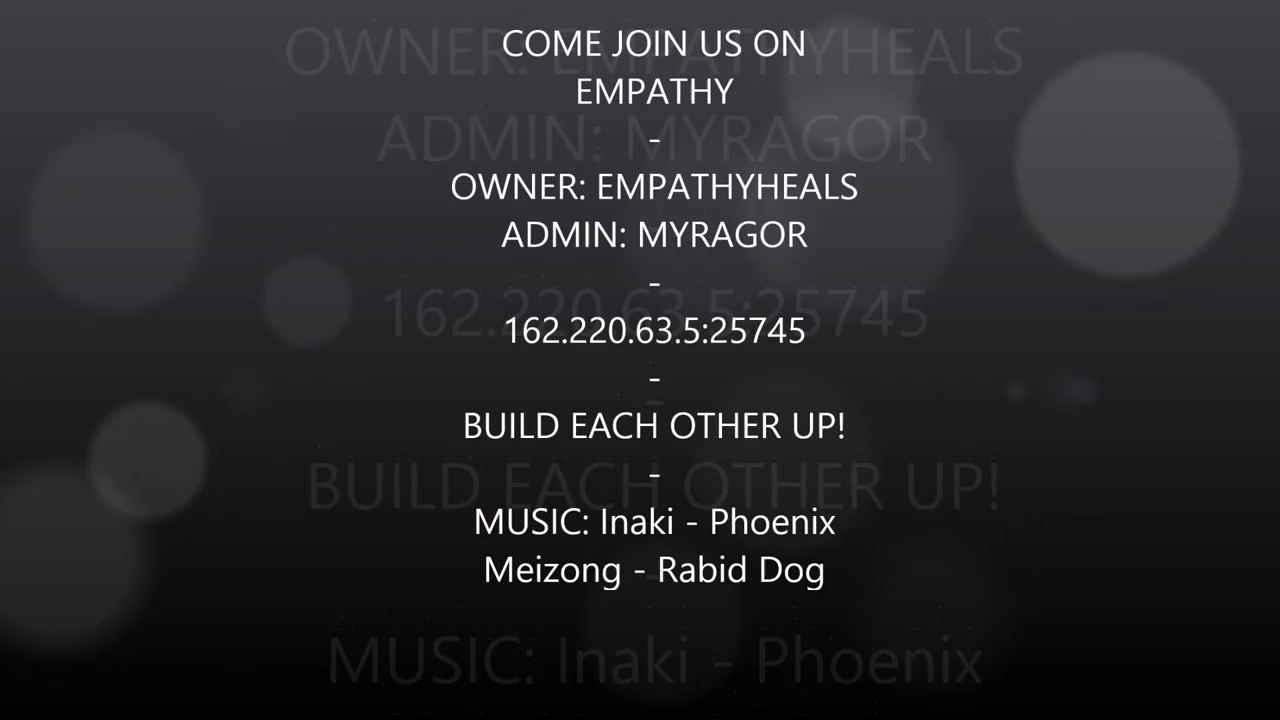 COME JOIN US ON
EMPATHY
-
OWNER: EMPATHYHEALS
ADMIN: MYRAGOR
-
162.220.63.5:25745
-
BUILD EACH OTHER UP!
-
MUSIC: Inaki - Phoenix
Meizong - Rabid Dog